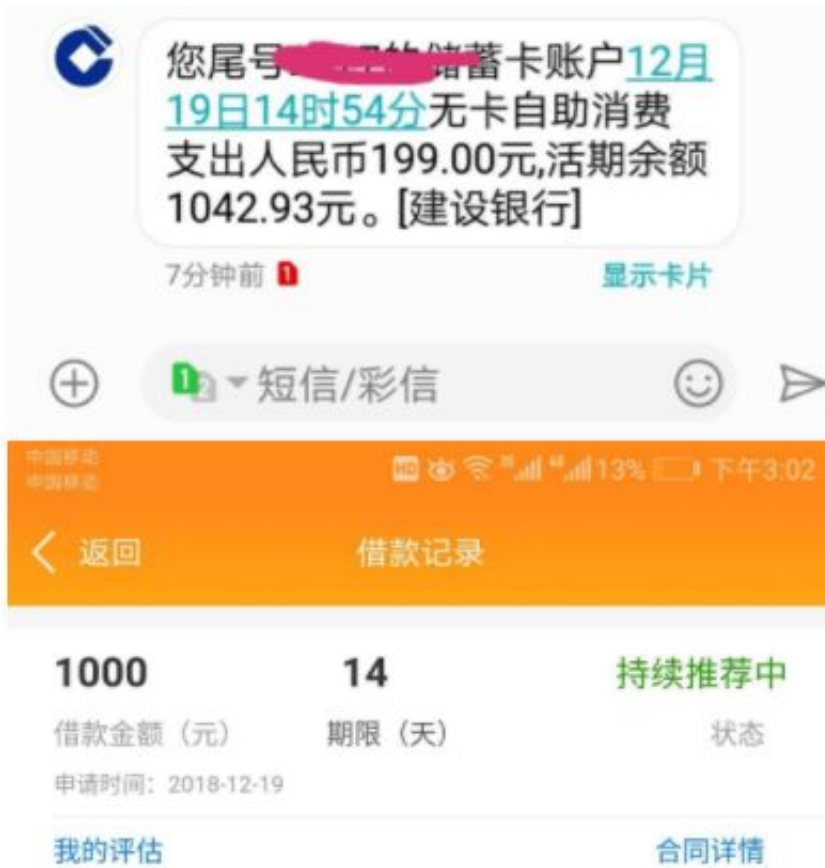 您尾号 的储蓄卡账户12月
19日14时54分无卡自助消费
支出人民币199.00元,活期余额
1042.93元。[建设银行]
7分钟前 1
显示卡片
1 2 短信/彩信
中国移动
中国移动
HD 13% 下午3:02
返回
借款记录
1000 14 持续推荐中
借款金额（元） 期限（天） 状态
申请时间：2018-12-19
我的评估 合同详情